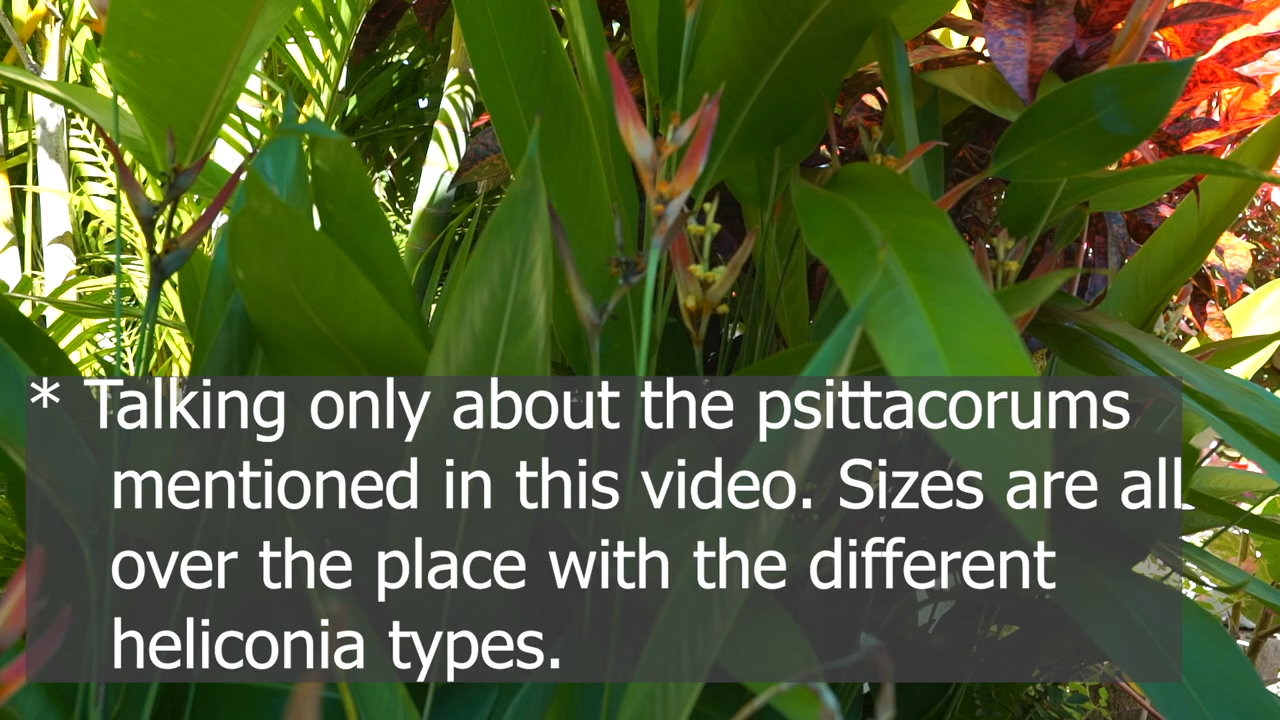 * Talking only about the psittacorums
mentioned in this video. Sizes are all
over the place with the different
heliconia types.